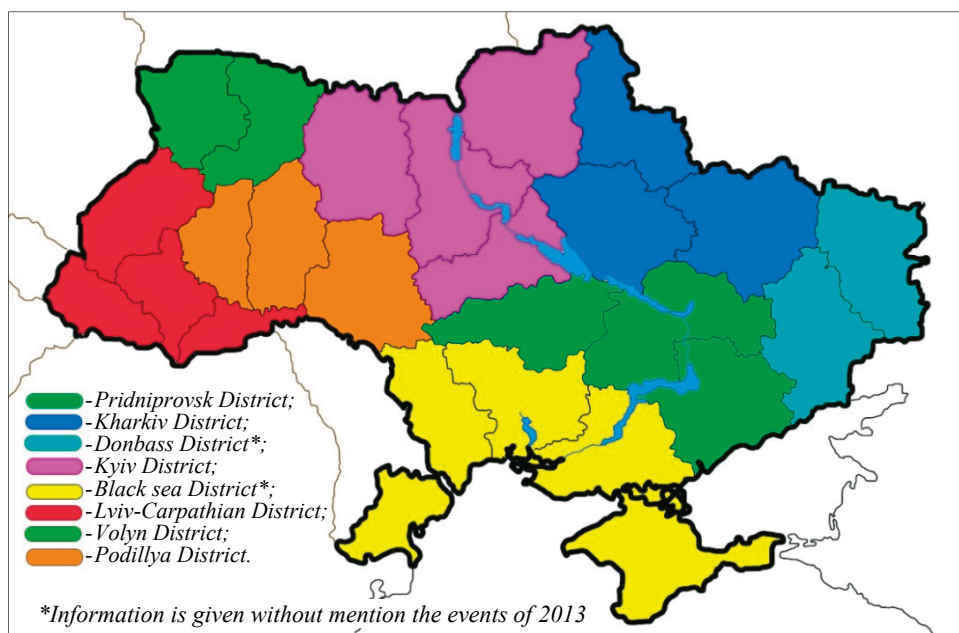 -Pridniprovsk District;
-Kharkiv District;
-Donbass District*;
-Kyiv District;
-Black sea District*;
-Lviv-Carpathian District;
-Volyn District;
-Podillya District.
*Information is given without mention the events of 2013